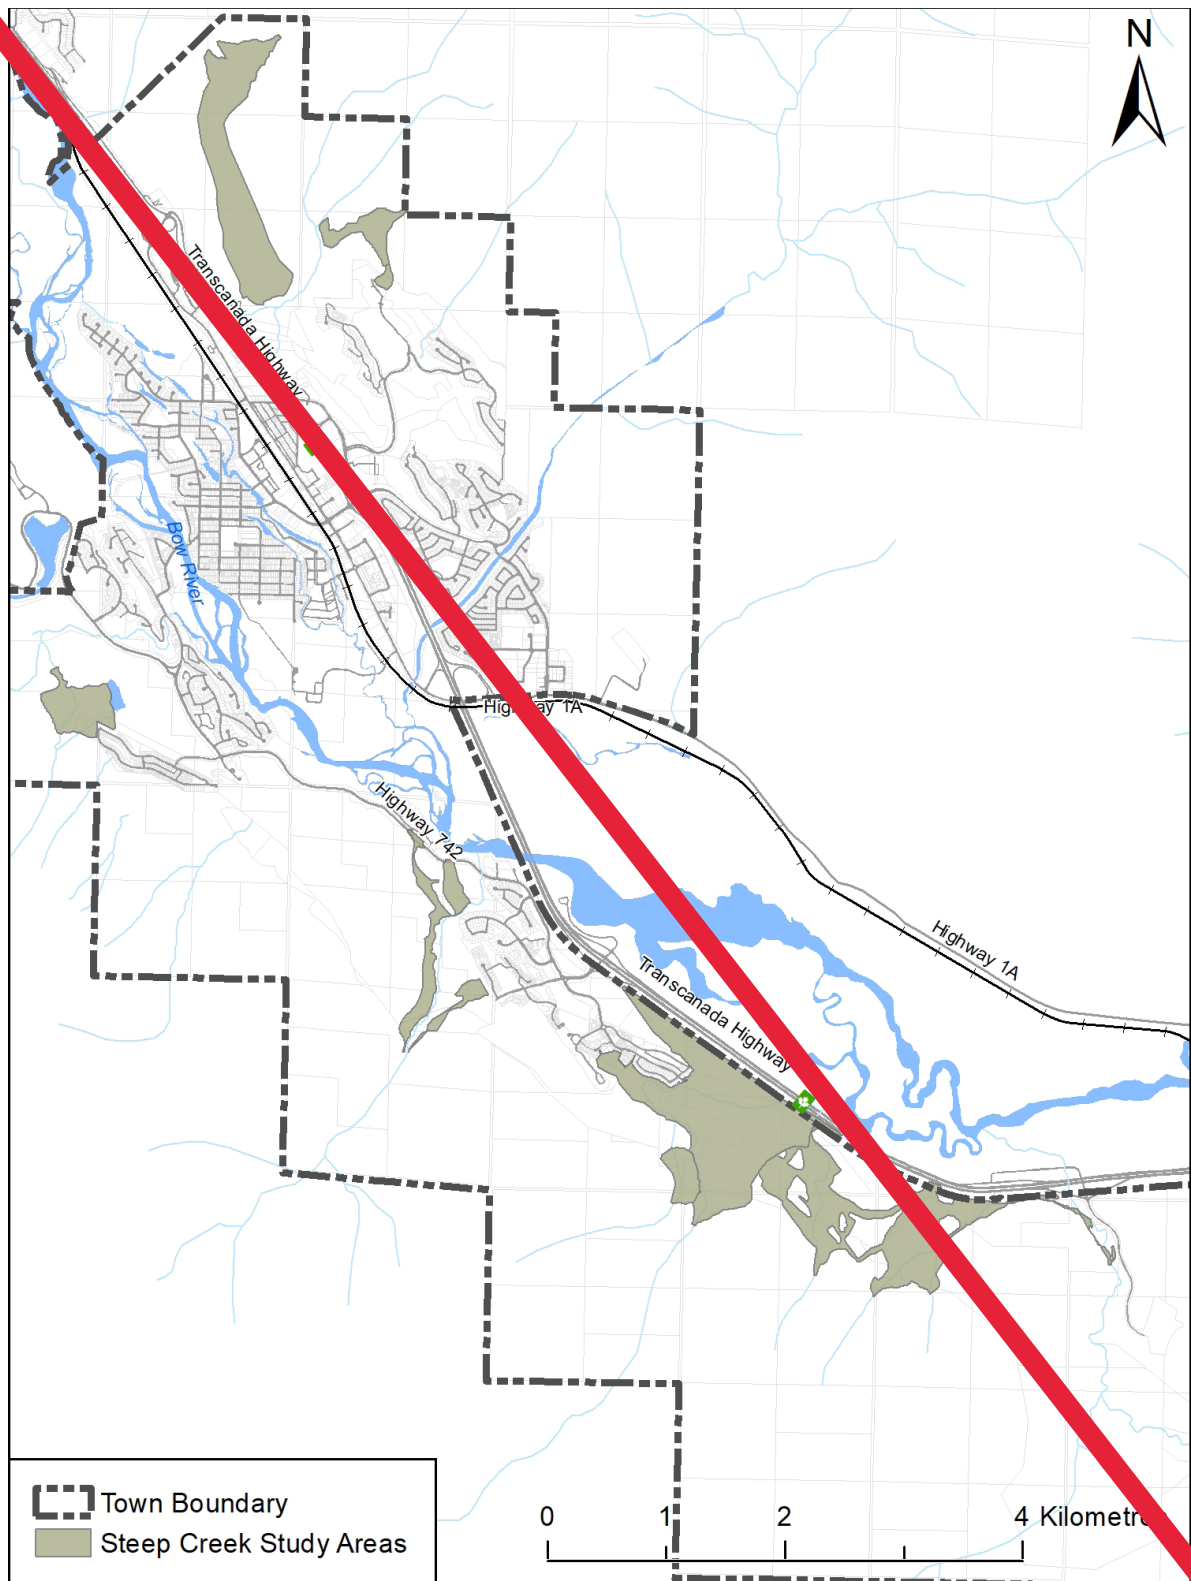 N
Transcanada Highway
Bow River
Highway 1A
Highway 742
Highway 1A
Transcanada Highway
Town Boundary
Steep Creek Study Areas
0 1 2 4 Kilometre